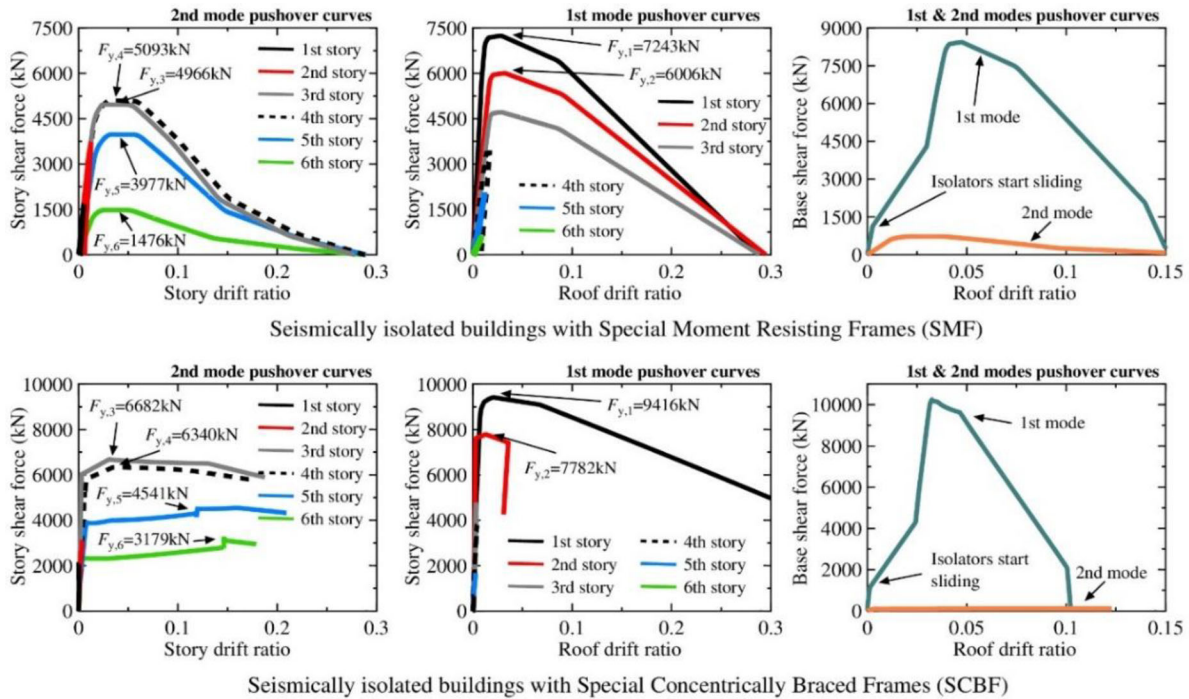 2nd mode pushover curves
Story shear force (kN)
7500
6000
4500
3000
1500
0
F_y,4=5093kN
F_y,3=4966kN
F_y,5=3977kN
F_y,6=1476kN
1st story
2nd story
3rd story
4th story
5th story
6th story
0 0.1 0.2 0.3
Story drift ratio
1st mode pushover curves
Story shear force (kN)
7500
6000
4500
3000
1500
0
F_y,1=7243kN
F_y,2=6006kN
1st story
2nd story
3rd story
4th story
5th story
6th story
0 0.1 0.2 0.3
Roof drift ratio
1st & 2nd modes pushover curves
Base shear force (kN)
9000
7500
6000
4500
3000
1500
0
1st mode
Isolators start sliding
2nd mode
0 0.05 0.1 0.15
Roof drift ratio
Seismically isolated buildings with Special Moment Resisting Frames (SMF)
2nd mode pushover curves
Story shear force (kN)
10000
8000
6000
4000
2000
0
F_y,3=6682kN
F_y,4=6340kN
F_y,5=4541kN
F_y,6=3179kN
1st story
2nd story
3rd story
4th story
5th story
6th story
0 0.1 0.2 0.3
Story drift ratio
1st mode pushover curves
Story shear force (kN)
10000
8000
6000
4000
2000
0
F_y,1=9416kN
F_y,2=7782kN
1st story
2nd story
3rd story
4th story
5th story
6th story
0 0.1 0.2 0.3
Roof drift ratio
1st & 2nd modes pushover curves
Base shear force (kN)
10000
8000
6000
4000
2000
0
1st mode
Isolators start
sliding
2nd mode
0 0.05 0.1 0.15
Roof drift ratio
Seismically isolated buildings with Special Concentrically Braced Frames (SCBF)